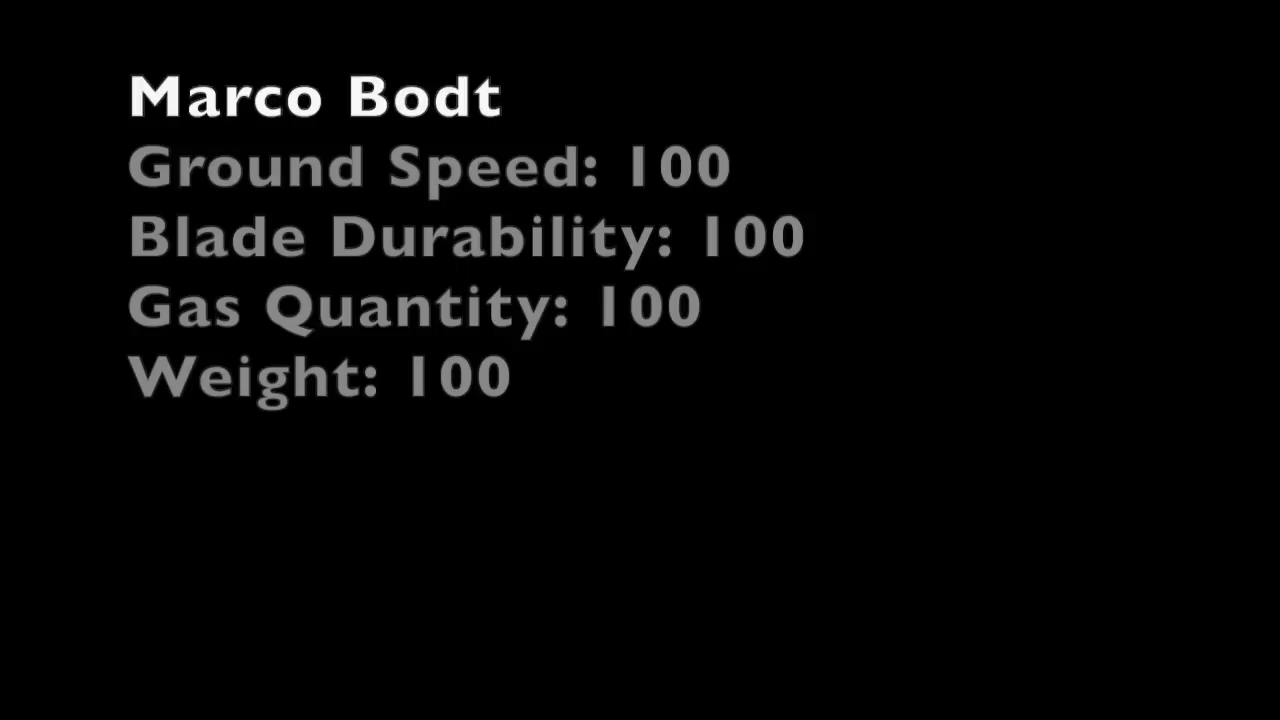 Marco Bodt
Ground Speed: 100
Blade Durability: 100
Gas Quantity: 100
Weight: 100